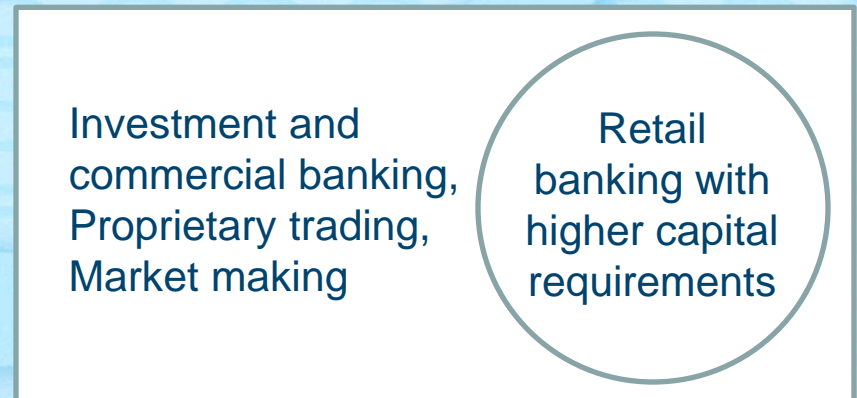 Investment and
commercial banking,
Proprietary trading,
Market making
Retail
banking with
higher capital
requirements